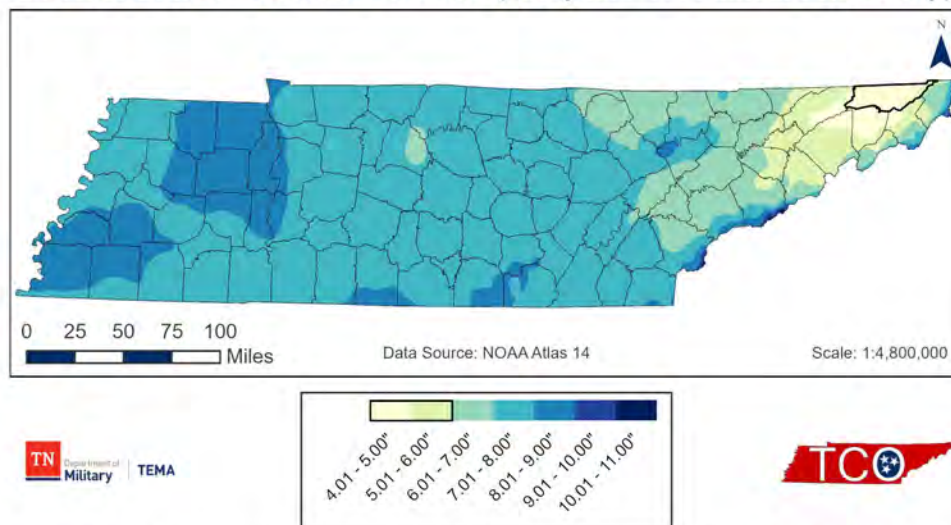 N
0 25 50 75 100
Miles
Data Source: NOAA Atlas 14
Scale: 1:4,800,000
4.01 - 5.00"
5.01 - 6.00"
6.01 - 7.00"
7.01 - 8.00"
8.01 - 9.00"
9.01 - 10.00"
10.01 - 11.00"
TN
Department of
Military
TEMA
TCO